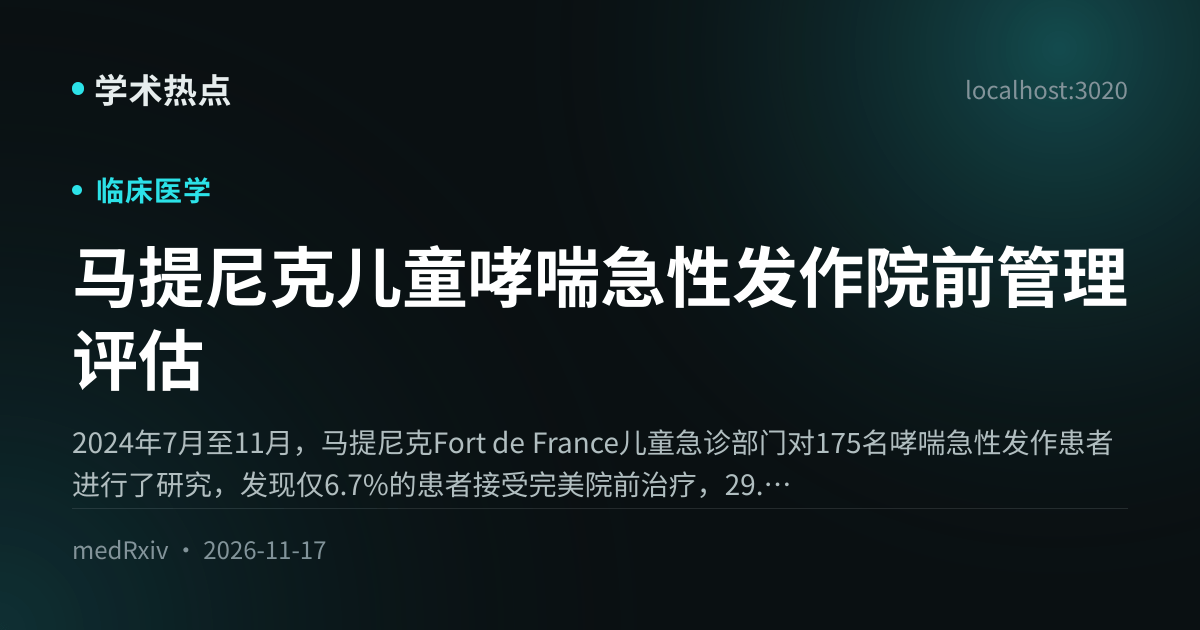 学术热点
localhost:3020
临床医学
马提尼克儿童哮喘急性发作院前管理
评估
2024年7月至11月，马提尼克Fort de France儿童急诊部门对175名哮喘急性发作患者
进行了研究，发现仅6.7%的患者接受完美院前治疗，29.…
medRxiv · 2026-11-17